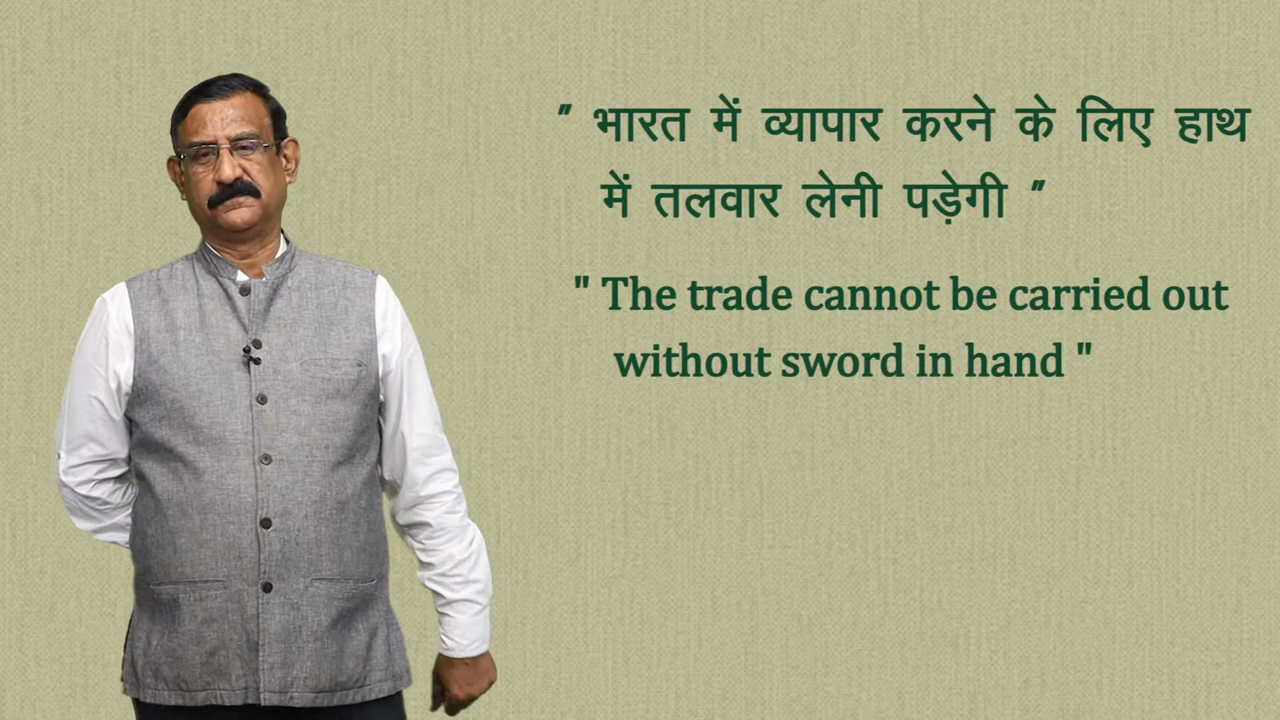 " भारत में व्यापार करने के लिए हाथ
में तलवार लेनी पड़ेगी "
" The trade cannot be carried out
without sword in hand "